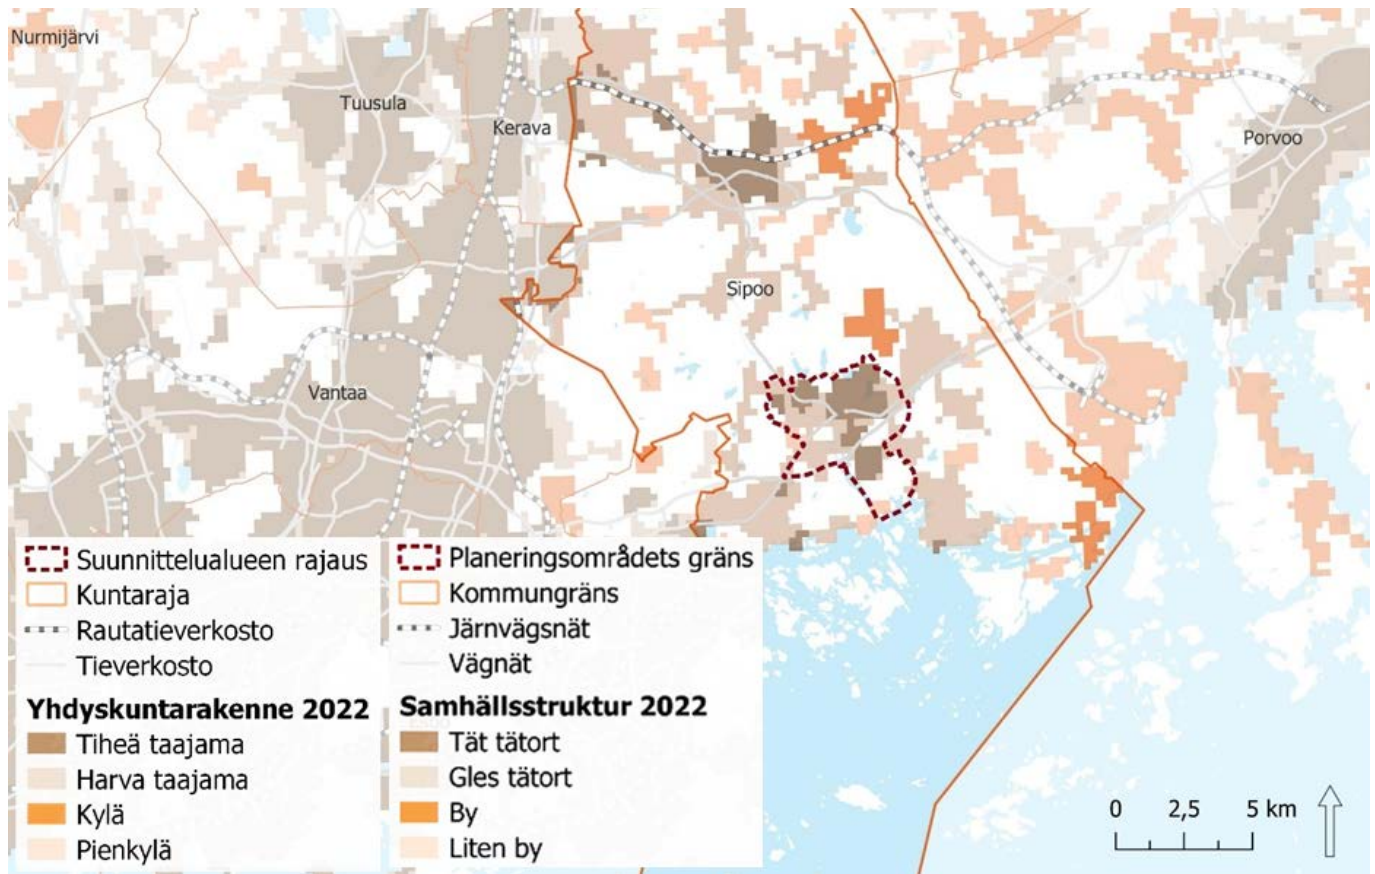 Nurmijärvi
Tuusula
Kerava
Porvoo
Sipoo
Vantaa
Suunnittelualueen rajaus
Kuntaraja
Rautatieverkosto
Tieverkosto
Yhdyskuntarakenne 2022
Tiheä taajama
Harva taajama
Kylä
Pienkylä
Planeringsområdets gräns
Kommungräns
Järnvägsnät
Vägnät
Samhällsstruktur 2022
Tät tätort
Gles tätort
By
Liten by
0 2,5 5 km